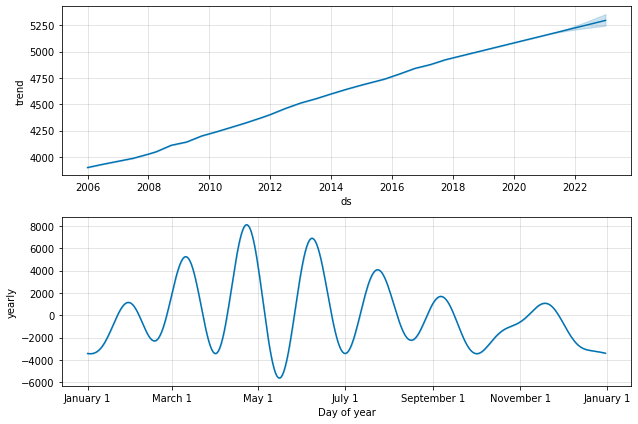 5250
5000
4750
4500
4250
4000
trend
2006 2008 2010 2012 2014 2016 2018 2020 2022
ds
8000
6000
4000
2000
0
−2000
−4000
−6000
yearly
January 1 March 1 May 1 July 1 September 1 November 1 January 1
Day of year